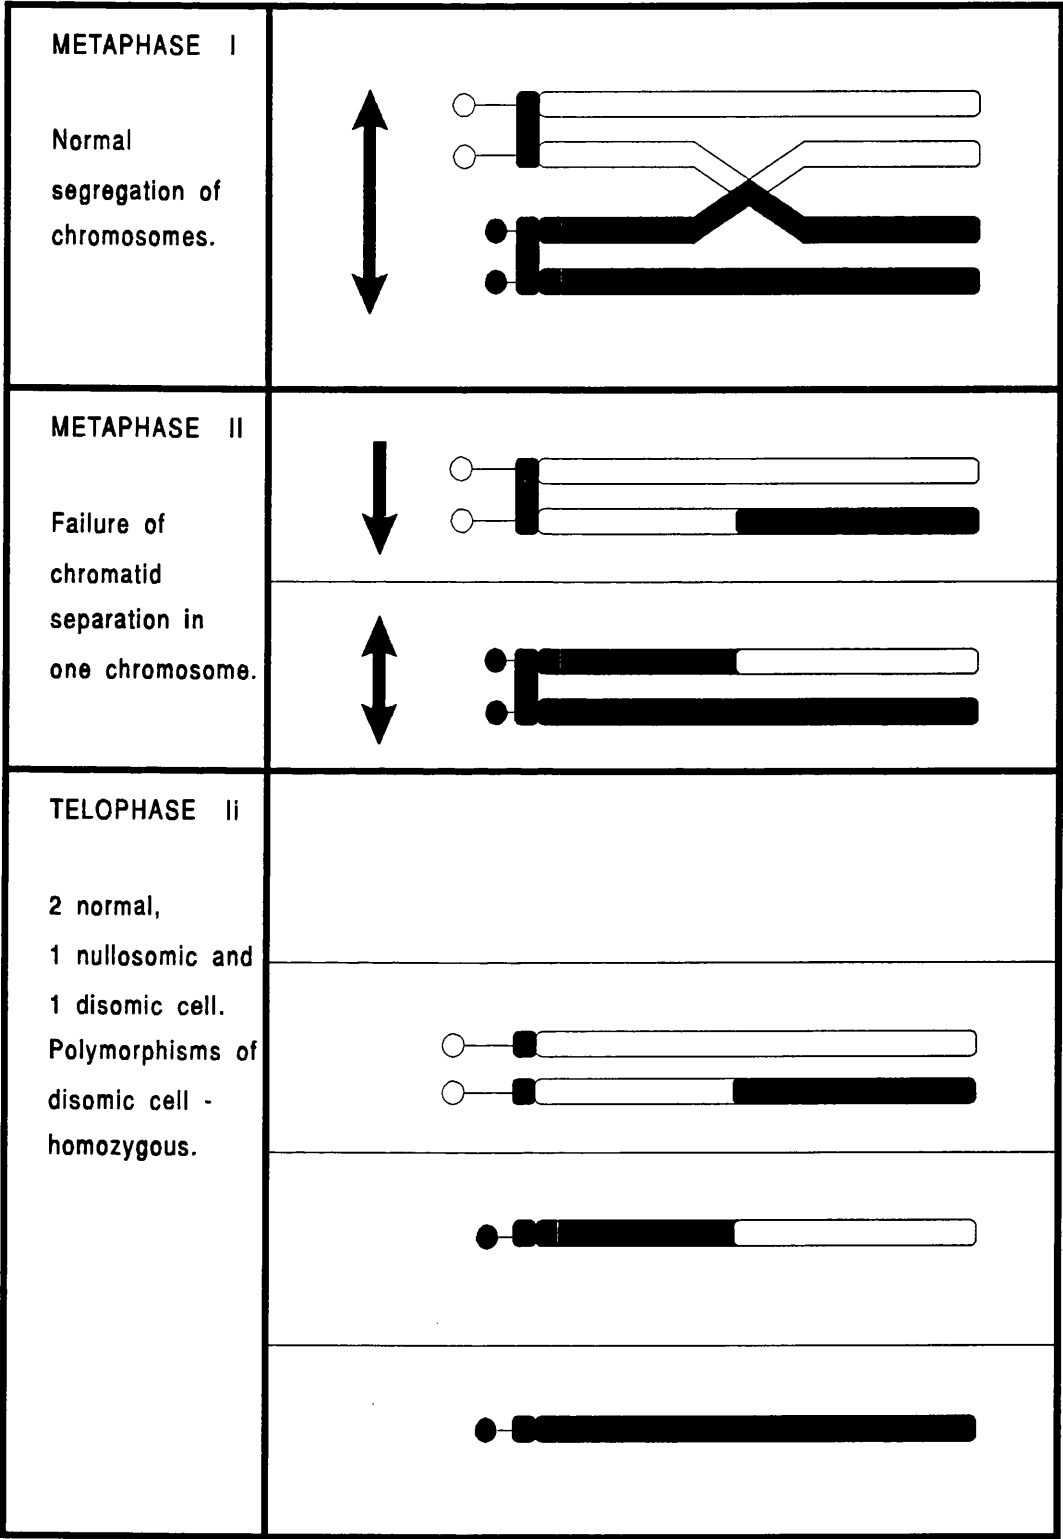 METAPHASE I
Normal
segregation of
chromosomes.
METAPHASE II
Failure of
chromatid
separation in
one chromosome.
TELOPHASE Ii
2 normal,
1 nullosomic and
1 disomic cell.
Polymorphisms of
disomic cell -
homozygous.